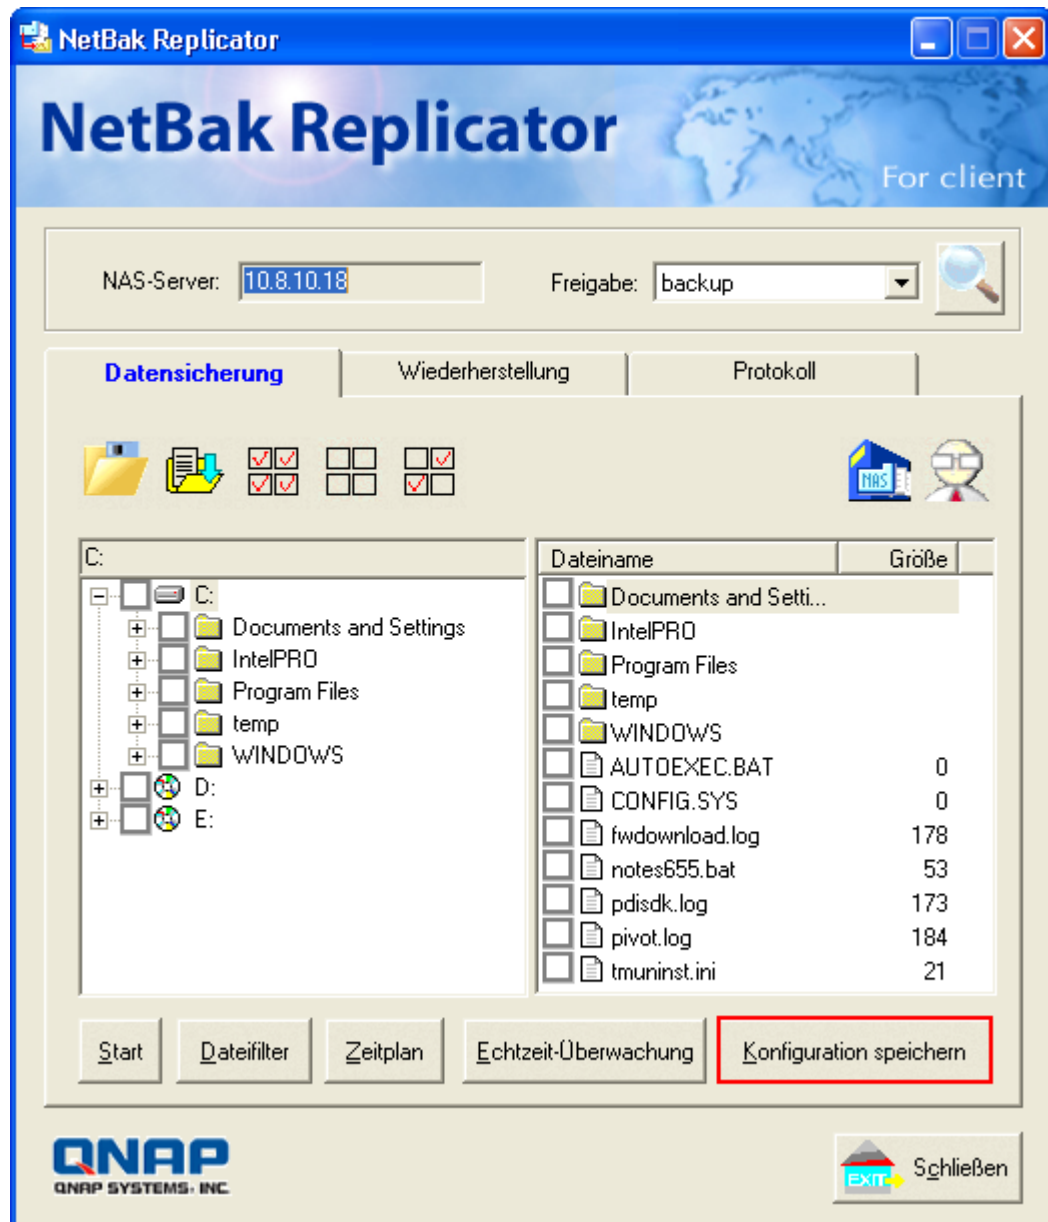 NetBak Replicator
NetBak Replicator
For client
NAS-Server: 10.8.10.18 Freigabe: backup
Datensicherung Wiederherstellung Protokoll
NAS
C:
C:
Documents and Settings
IntelPRO
Program Files
temp
WINDOWS
D:
E:
Dateiname Größe
Documents and Setti...
IntelPRO
Program Files
temp
WINDOWS
AUTOEXEC.BAT 0
CONFIG.SYS 0
fwdownload.log 178
notes655.bat 53
pdisdk.log 173
pivot.log 184
tmuninst.ini 21
Start Dateifilter Zeitplan Echtzeit-Überwachung Konfiguration speichern
QNAP
QNAP SYSTEMS, INC.
EXIT Schließen